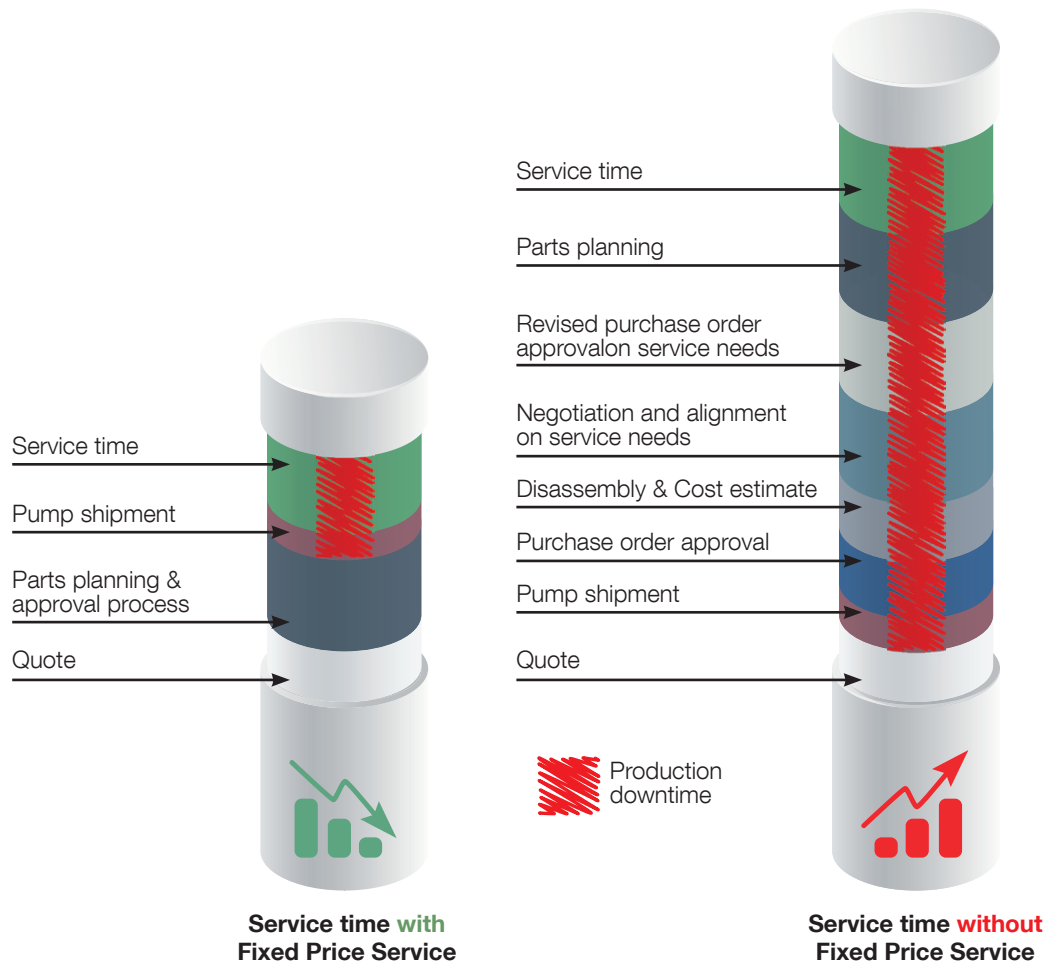 Service time
Pump shipment
Parts planning &
approval process
Quote
Service time with
Fixed Price Service
Service time
Parts planning
Revised purchase order
approvalon service needs
Negotiation and alignment
on service needs
Disassembly & Cost estimate
Purchase order approval
Pump shipment
Quote
Production
downtime
Service time without
Fixed Price Service